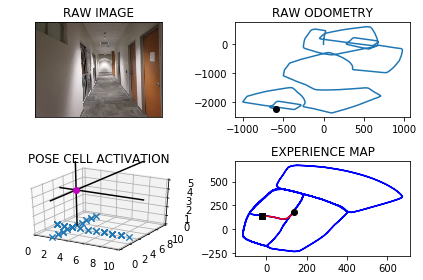 RAW IMAGE
RAW ODOMETRY
0
−1000
−2000
−1000 −500 0 500 1000
POSE CELL ACTIVATION
5
4
3
2
1
0
0 2 4 6 8 10
0 2 4 6 8 10
EXPERIENCE MAP
500
250
0
−250
0 200 400 600